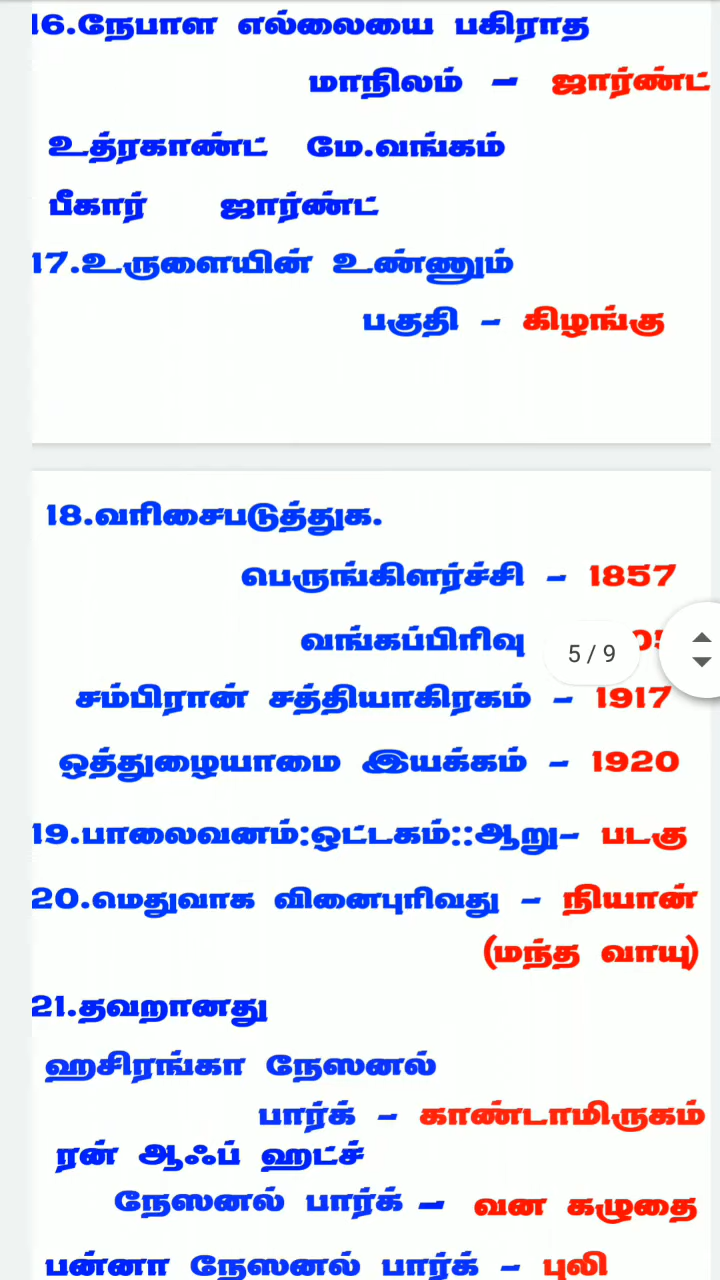 16.நேபாள எல்லையை பகிராத
மாநிலம் – ஜார்ண்ட்
உத்ரகாண்ட் மே.வங்கம்
பீகார் ஜார்ண்ட்
17.உருளையின் உண்ணும்
பகுதி – கிழங்கு
18.வரிசைபடுத்துக.
பெருங்கிளர்ச்சி – 1857
வங்கப்பிரிவு
5/9
சம்பிரான் சத்தியாகிரகம் – 1917
ஒத்துழையாமை இயக்கம் – 1920
19.பாலைவனம்:ஒட்டகம்::ஆறு– படகு
20.மெதுவாக வினைபுரிவது – நியான்
(மந்த வாயு)
21.தவறானது
ஹசிரங்கா நேஸனல்
பார்க் – காண்டாமிருகம்
ரன் ஆஃப் ஹட்ச்
நேஸனல் பார்க் – வன கழுதை
பன்னா நேஸனல் பார்க் – புலி